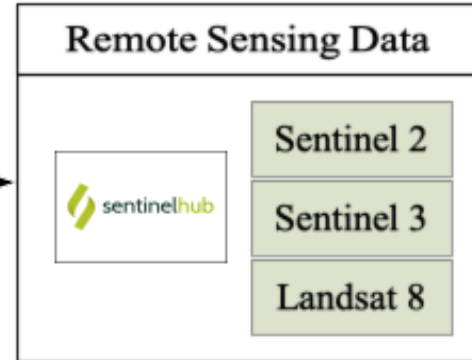 Remote Sensing Data
sentinelhub
Sentinel 2
Sentinel 3
Landsat 8